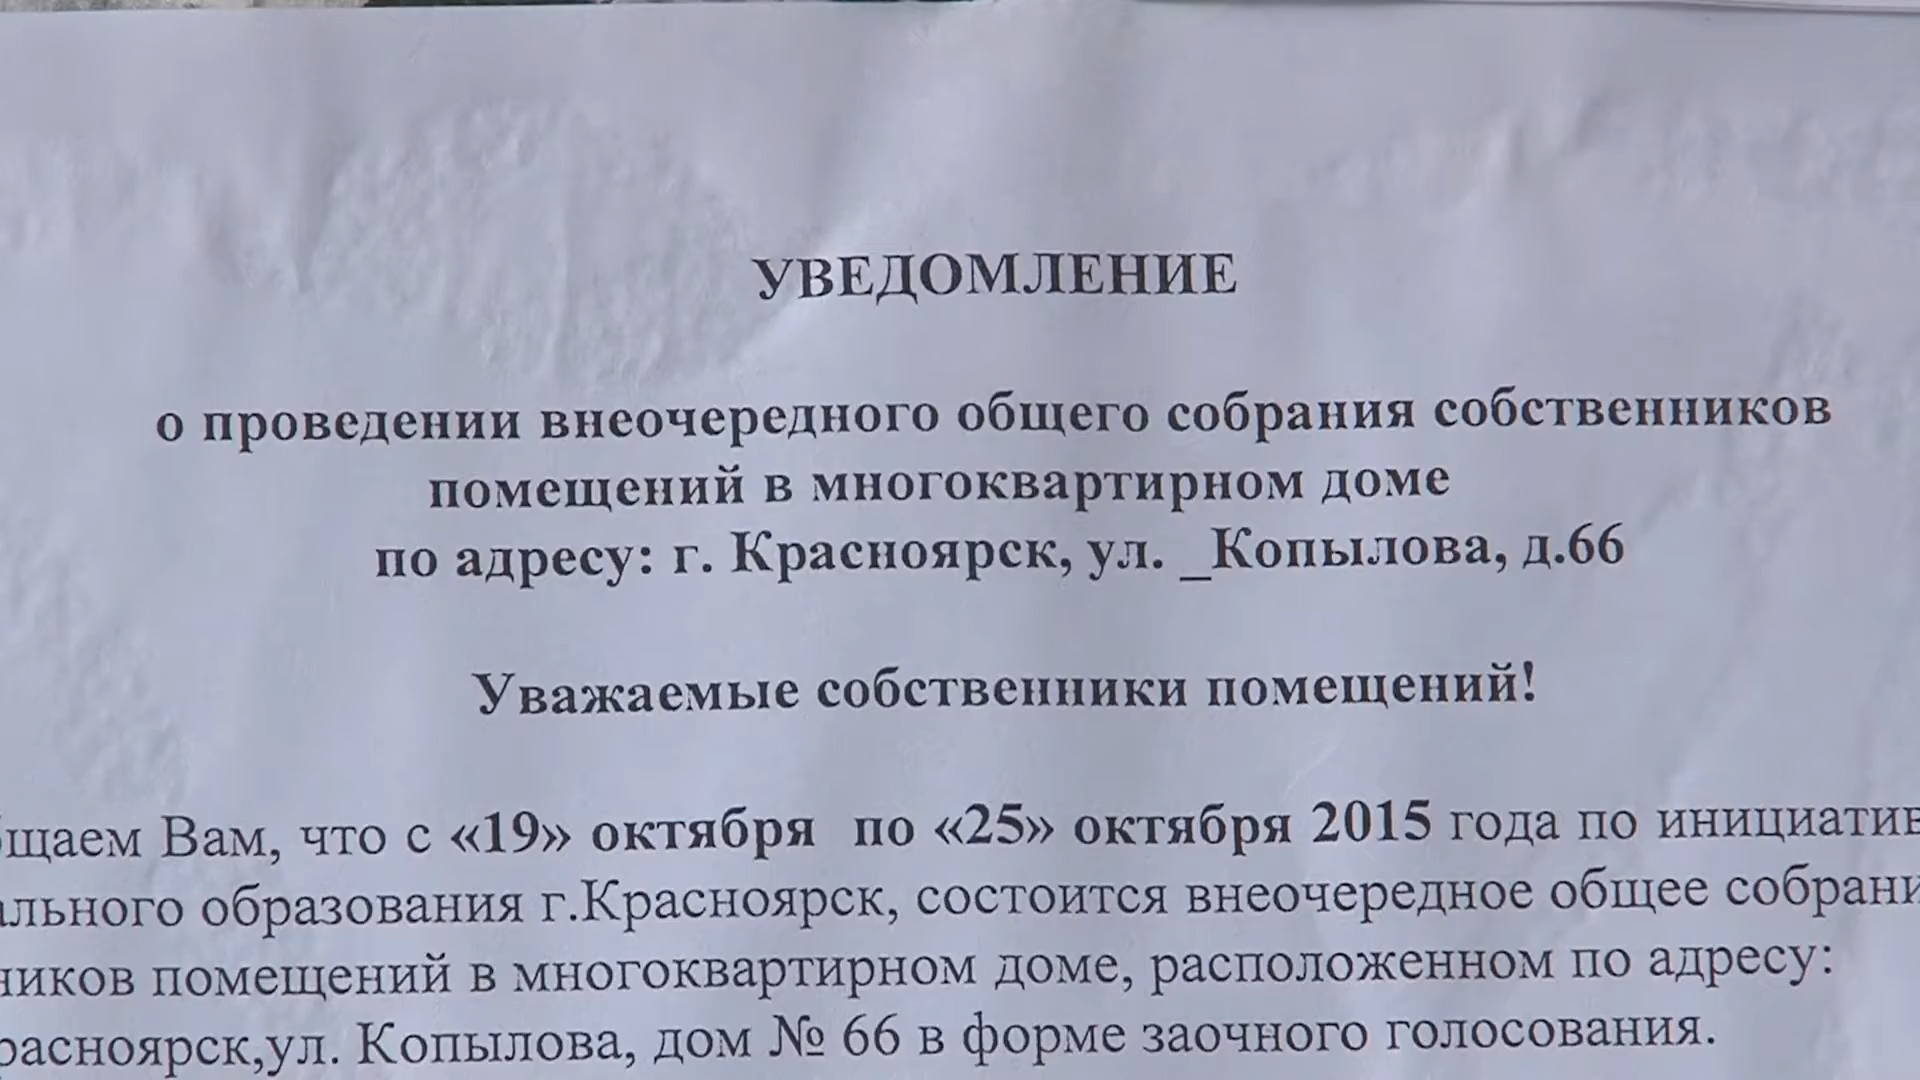 УВЕДОМЛЕНИЕ
о проведении внеочередного общего собрания собственников
помещений в многоквартирном доме
по адресу: г. Красноярск, ул. _Копылова, д.66
Уважаемые собственники помещений!
бщаем Вам, что с «19» октября по «25» октября 2015 года по инициатив
ального образования г.Красноярск, состоится внеочередное общее собрани
ников помещений в многоквартирном доме, расположенном по адресу:
расноярск,ул. Копылова, дом № 66 в форме заочного голосования.